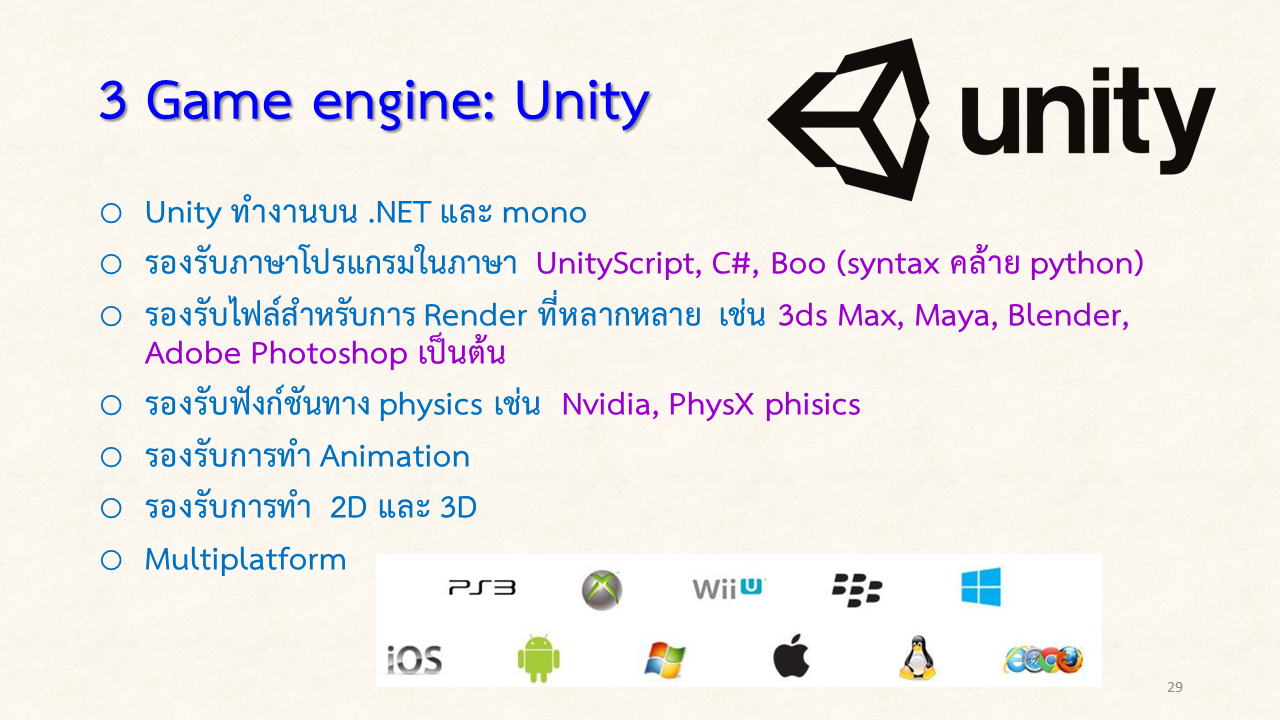 3 Game engine: Unity
unity
Unity ทำงานบน .NET และ mono
รองรับภาษาโปรแกรมในภาษา UnityScript, C#, Boo (syntax คล้าย python)
รองรับไฟล์สำหรับการ Render ที่หลากหลาย เช่น 3ds Max, Maya, Blender,
Adobe Photoshop เป็นต้น
รองรับฟังก์ชันทาง physics เช่น Nvidia, PhysX phisics
รองรับการทำ Animation
รองรับการทำ 2D และ 3D
Multiplatform
PS3 Wii U
iOS
29